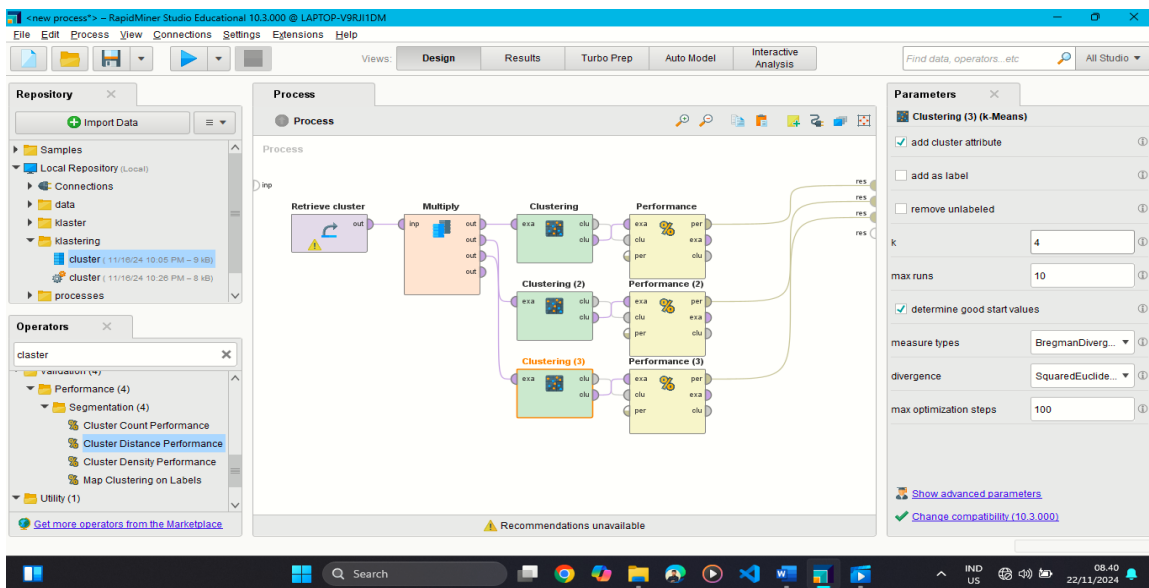 <new process*> – RapidMiner Studio Educational 10.3.000 @ LAPTOP-V9RJI1DM
File Edit Process View Connections Settings Extensions Help
Views: Design Results Turbo Prep Auto Model Interactive Analysis
Find data, operators...etc All Studio
Repository
Import Data
Samples
Local Repository (Local)
Connections
data
klaster
klastering
cluster ( 11/16/24 10:05 PM – 9 kB)
cluster ( 11/16/24 10:26 PM – 8 kB)
processes
Operators
claster
Validation (4)
Performance (4)
Segmentation (4)
Cluster Count Performance
Cluster Distance Performance
Cluster Density Performance
Map Clustering on Labels
Utility (1)
Get more operators from the Marketplace
Process
Process
Process
inp
res
res
res
res
Retrieve cluster
out
Multiply
inp out
out
out
out
Clustering
exa clu
clu
Performance
exa per
clu exa
per clu
Clustering (2)
exa clu
clu
Performance (2)
exa per
clu exa
per clu
Clustering (3)
exa clu
clu
Performance (3)
exa per
clu exa
per clu
Recommendations unavailable
Parameters
Clustering (3) (k-Means)
add cluster attribute
add as label
remove unlabeled
k 4
max runs 10
determine good start values
measure types BregmanDiverg...
divergence SquaredEuclide...
max optimization steps 100
Show advanced parameters
Change compatibility (10.3.000)
Search
IND
US
08.40
22/11/2024